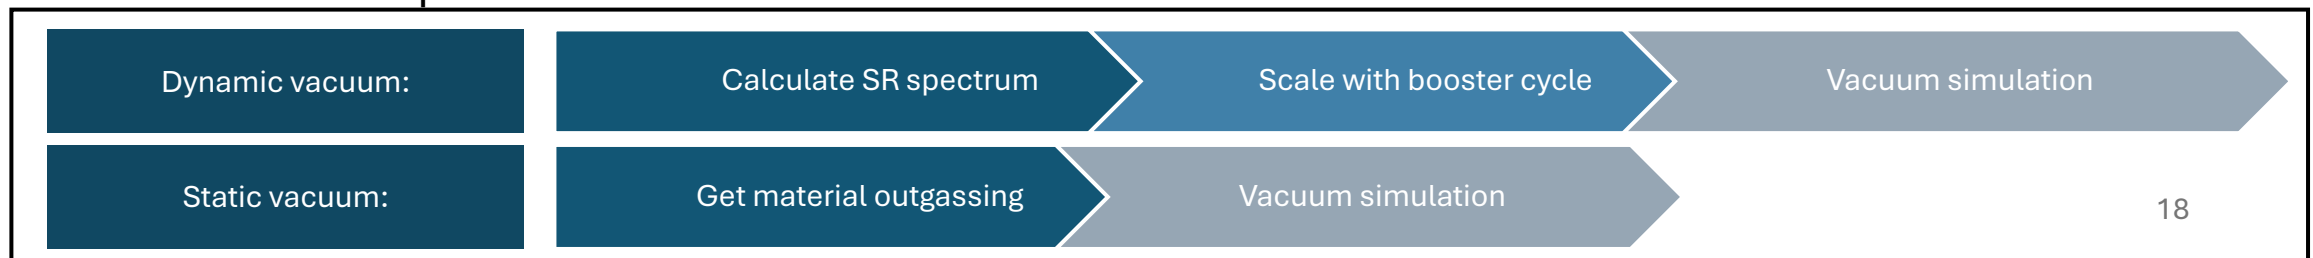 Dynamic vacuum:
Calculate SR spectrum
Scale with booster cycle
Vacuum simulation
Static vacuum:
Get material outgassing
Vacuum simulation
18